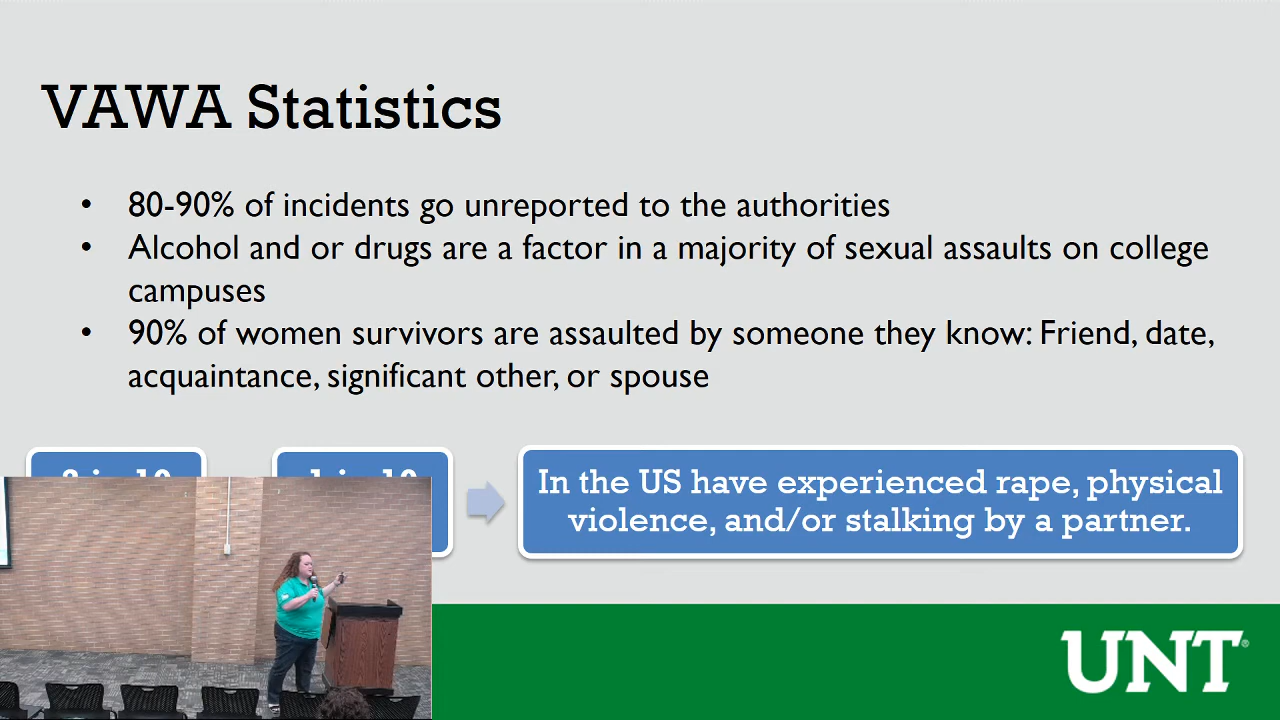 VAWA Statistics
• 80-90% of incidents go unreported to the authorities
• Alcohol and or drugs are a factor in a majority of sexual assaults on college
campuses
• 90% of women survivors are assaulted by someone they know: Friend, date,
acquaintance, significant other, or spouse
In the US have experienced rape, physical
violence, and/or stalking by a partner.
UNT®